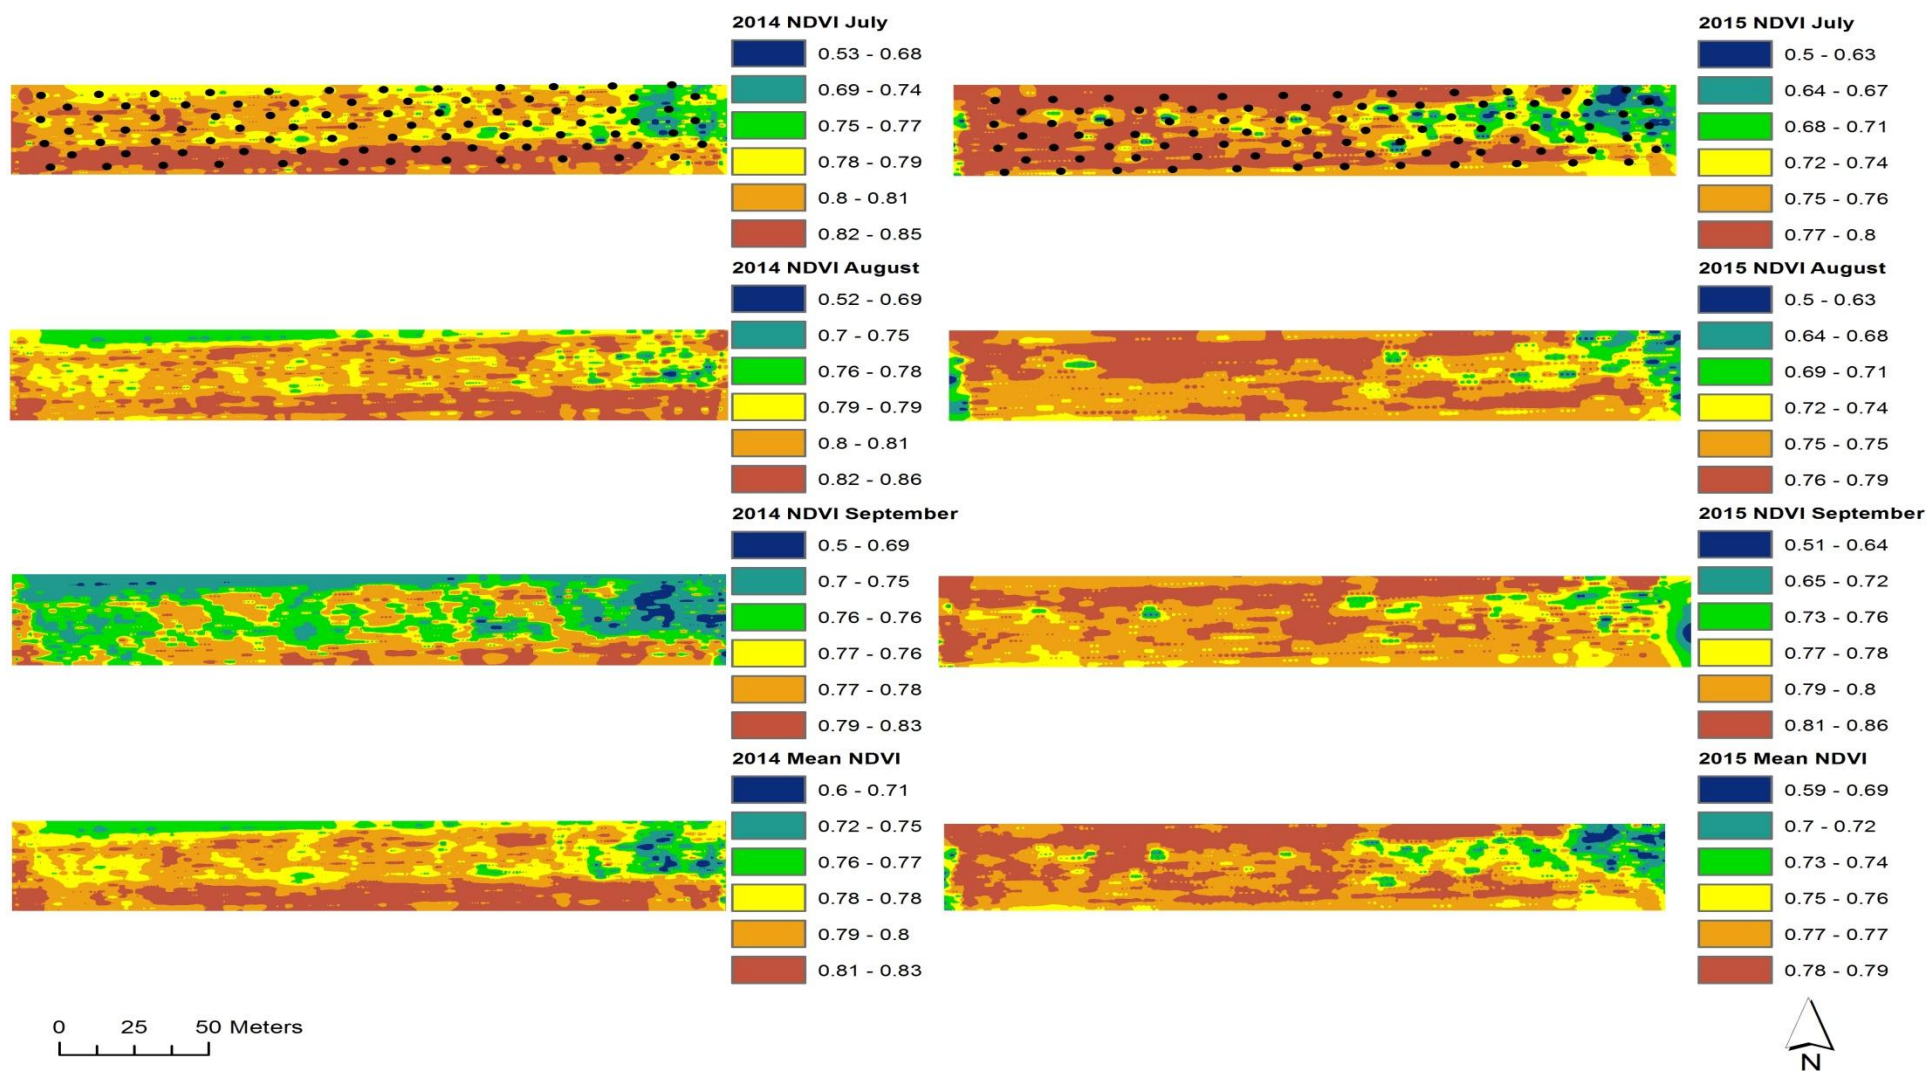 2014 NDVI July
0.53 - 0.68
0.69 - 0.74
0.75 - 0.77
0.78 - 0.79
0.8 - 0.81
0.82 - 0.85
2014 NDVI August
0.52 - 0.69
0.7 - 0.75
0.76 - 0.78
0.79 - 0.79
0.8 - 0.81
0.82 - 0.86
2014 NDVI September
0.5 - 0.69
0.7 - 0.75
0.76 - 0.76
0.77 - 0.76
0.77 - 0.78
0.79 - 0.83
2014 Mean NDVI
0.6 - 0.71
0.72 - 0.75
0.76 - 0.77
0.78 - 0.78
0.79 - 0.8
0.81 - 0.83
0 25 50 Meters
2015 NDVI July
0.5 - 0.63
0.64 - 0.67
0.68 - 0.71
0.72 - 0.74
0.75 - 0.76
0.77 - 0.8
2015 NDVI August
0.5 - 0.63
0.64 - 0.68
0.69 - 0.71
0.72 - 0.74
0.75 - 0.75
0.76 - 0.79
2015 NDVI September
0.51 - 0.64
0.65 - 0.72
0.73 - 0.76
0.77 - 0.78
0.79 - 0.8
0.81 - 0.86
2015 Mean NDVI
0.59 - 0.69
0.7 - 0.72
0.73 - 0.74
0.75 - 0.76
0.77 - 0.77
0.78 - 0.79
N